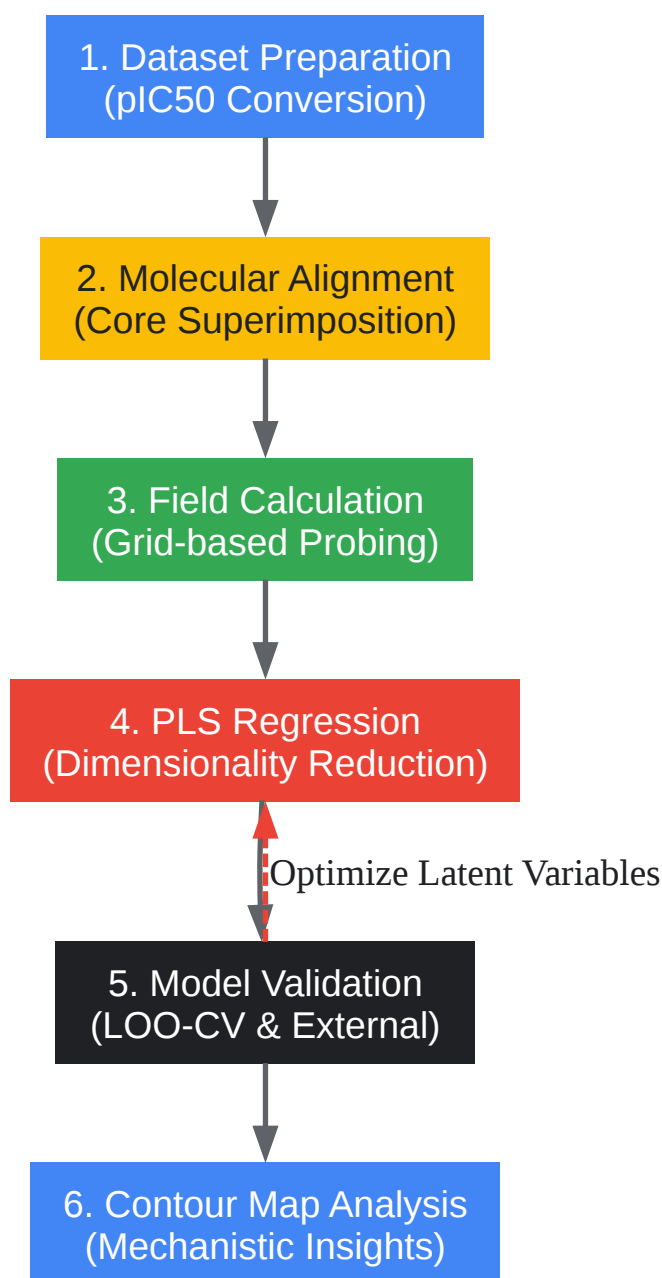 1. Dataset Preparation
(pIC50 Conversion)
2. Molecular Alignment
(Core Superimposition)
3. Field Calculation
(Grid-based Probing)
4. PLS Regression
(Dimensionality Reduction)
Optimize Latent Variables
5. Model Validation
(LOO-CV & External)
6. Contour Map Analysis
(Mechanistic Insights)